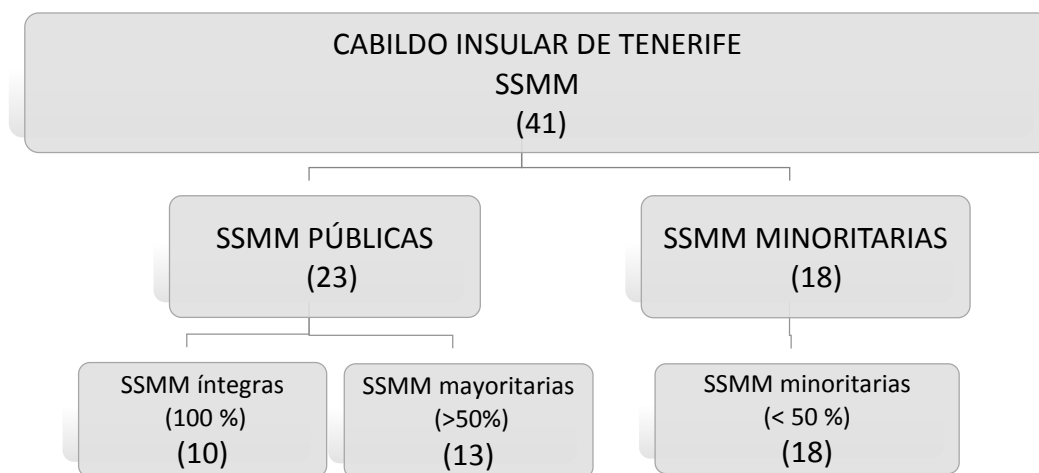 CABILDO INSULAR DE TENERIFE
SSMM
(41)
SSMM PÚBLICAS
(23)
SSMM MINORITARIAS
(18)
SSMM íntegras
(100 %)
(10)
SSMM mayoritarias
(>50%)
(13)
SSMM minoritarias
(< 50 %)
(18)